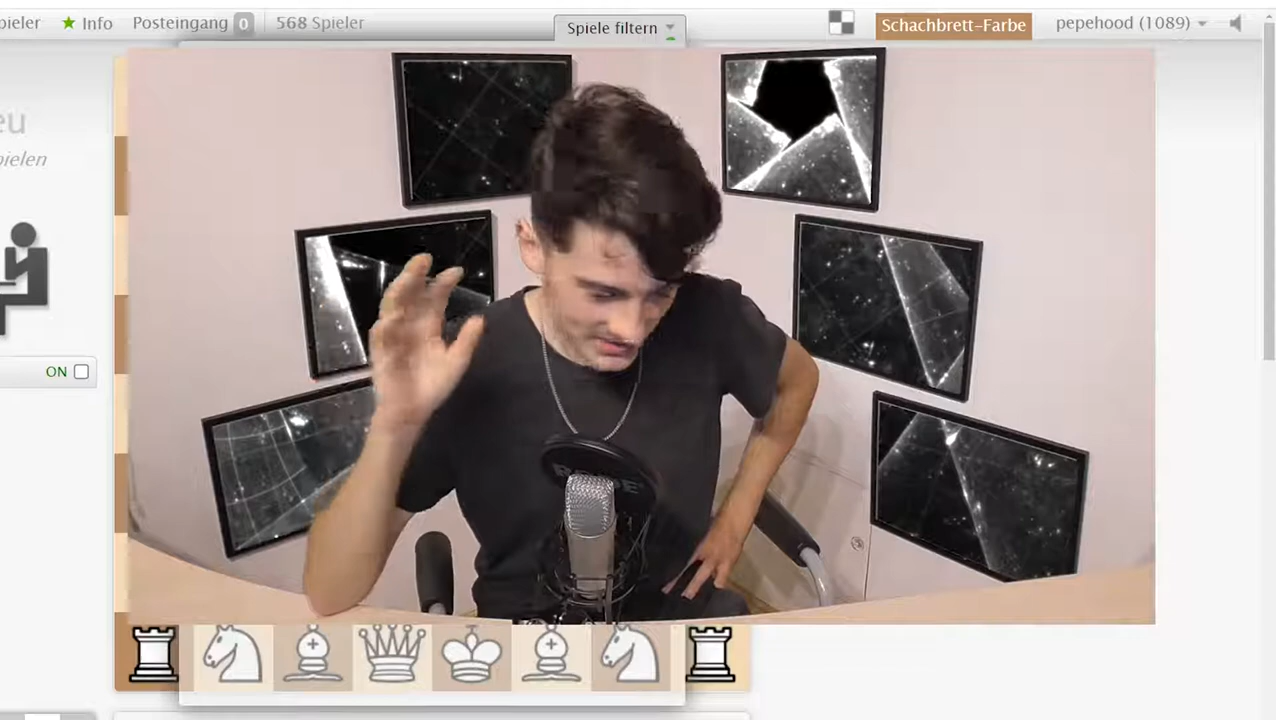 pieler ★ Info Posteingang 0 568 Spieler Spiele filtern Schachbrett-Farbe pepehood (1089)
eu
pielen
ON